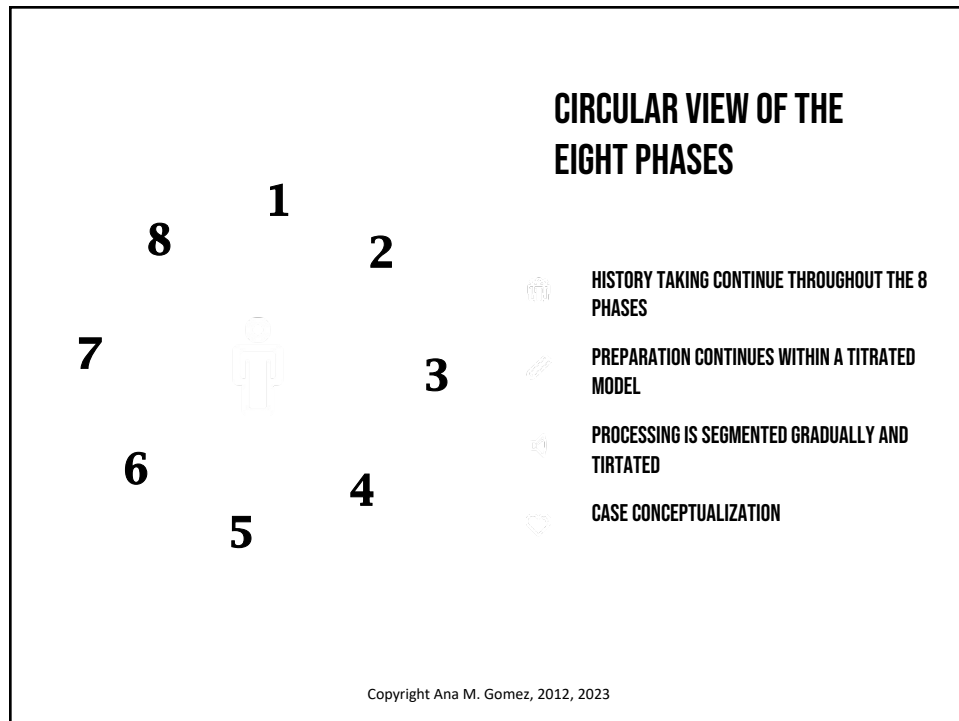 CIRCULAR VIEW OF THE
EIGHT PHASES
1
2
3
4
5
6
7
8
HISTORY TAKING CONTINUE THROUGHOUT THE 8
PHASES
PREPARATION CONTINUES WITHIN A TITRATED
MODEL
PROCESSING IS SEGMENTED GRADUALLY AND
TIRTATED
CASE CONCEPTUALIZATION
Copyright Ana M. Gomez, 2012, 2023